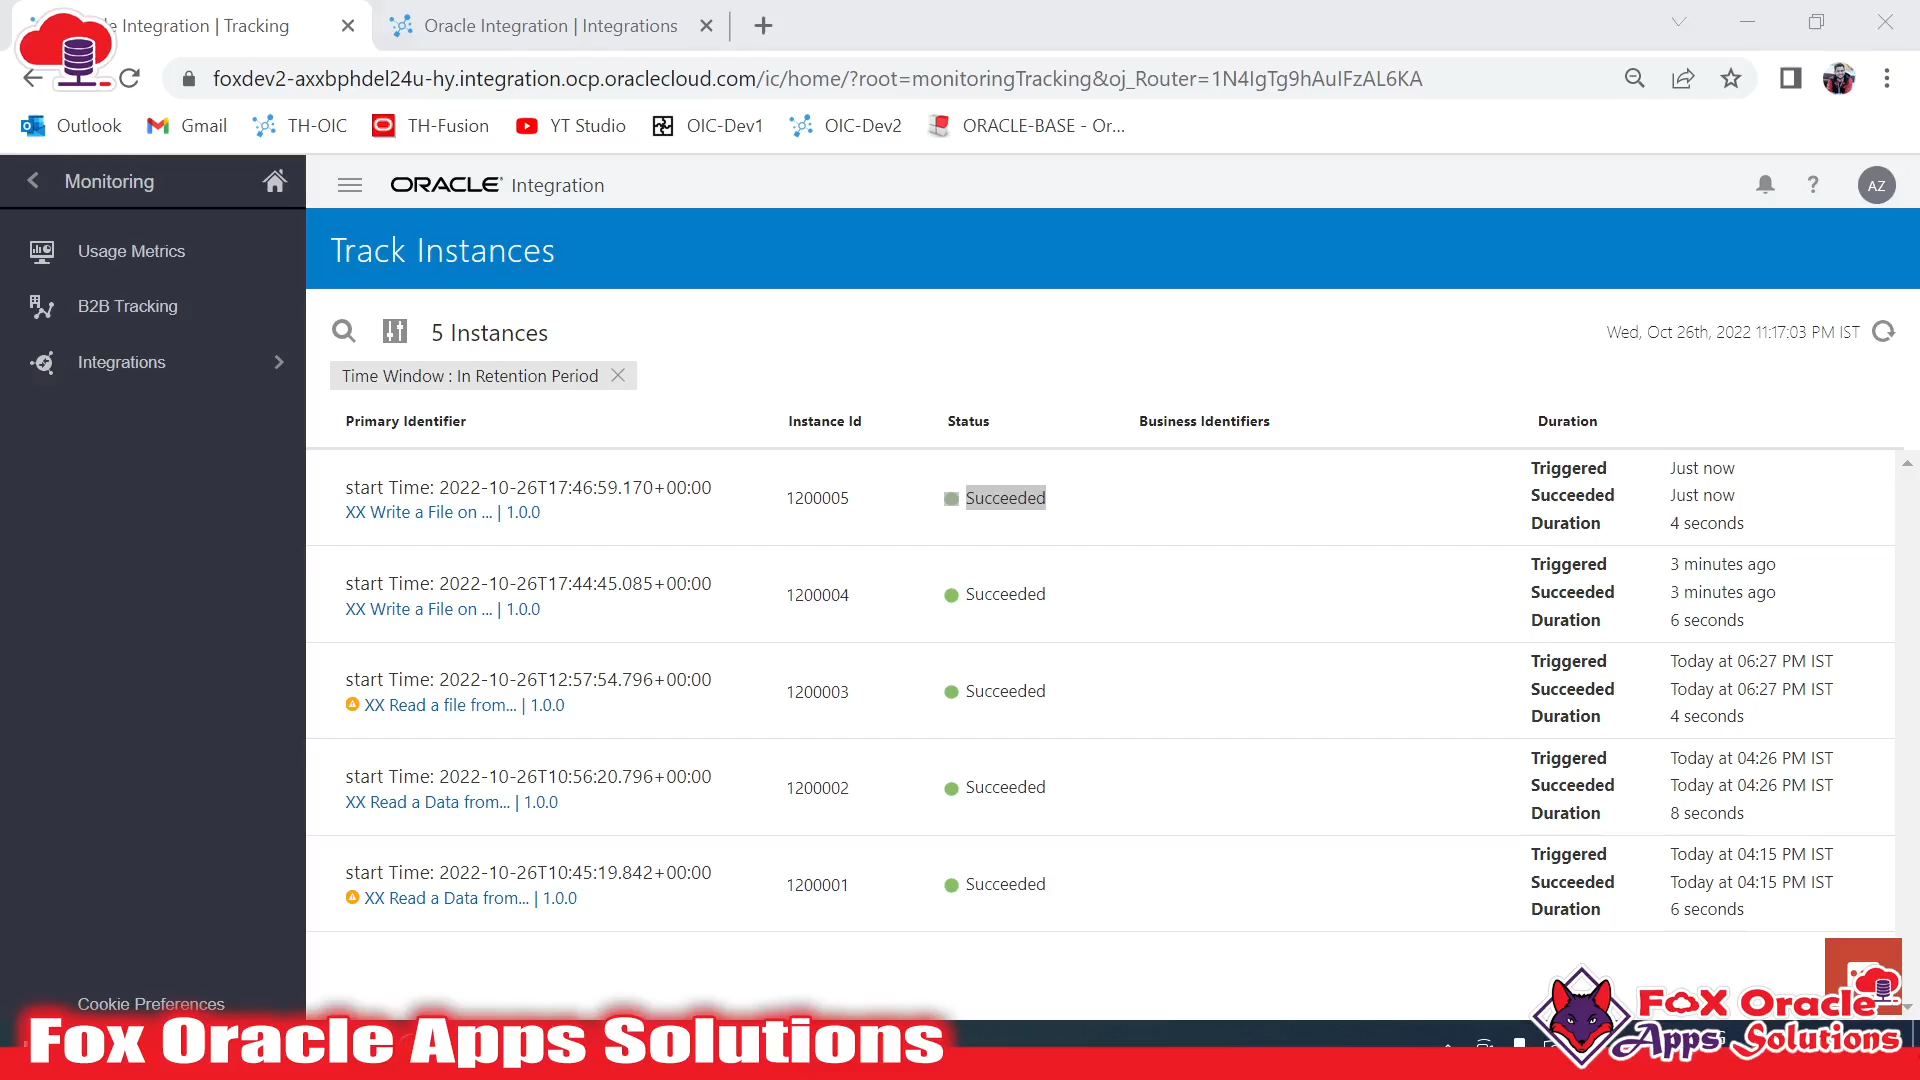 le Integration | Tracking
Oracle Integration | Integrations
foxdev2-axxbphdel24u-hy.integration.ocp.oraclecloud.com/ic/home/?root=monitoringTracking&oj_Router=1N4IgTg9hAuIFzAL6KA
Outlook
Gmail
TH-OIC
TH-Fusion
YT Studio
OIC-Dev1
OIC-Dev2
ORACLE-BASE - Or...
Monitoring
ORACLE Integration
AZ
Usage Metrics
B2B Tracking
Integrations
Cookie Preferences
Track Instances
5 Instances
Wed, Oct 26th, 2022 11:17:03 PM IST
Time Window : In Retention Period
Primary Identifier Instance Id Status Business Identifiers Duration
start Time: 2022-10-26T17:46:59.170+00:00
XX Write a File on ... | 1.0.0
1200005
Succeeded
Triggered Just now
Succeeded Just now
Duration 4 seconds
start Time: 2022-10-26T17:44:45.085+00:00
XX Write a File on ... | 1.0.0
1200004
Succeeded
Triggered 3 minutes ago
Succeeded 3 minutes ago
Duration 6 seconds
start Time: 2022-10-26T12:57:54.796+00:00
XX Read a file from... | 1.0.0
1200003
Succeeded
Triggered Today at 06:27 PM IST
Succeeded Today at 06:27 PM IST
Duration 4 seconds
start Time: 2022-10-26T10:56:20.796+00:00
XX Read a Data from... | 1.0.0
1200002
Succeeded
Triggered Today at 04:26 PM IST
Succeeded Today at 04:26 PM IST
Duration 8 seconds
start Time: 2022-10-26T10:45:19.842+00:00
XX Read a Data from... | 1.0.0
1200001
Succeeded
Triggered Today at 04:15 PM IST
Succeeded Today at 04:15 PM IST
Duration 6 seconds
Fox Oracle Apps Solutions
Fox Oracle
Apps Solutions